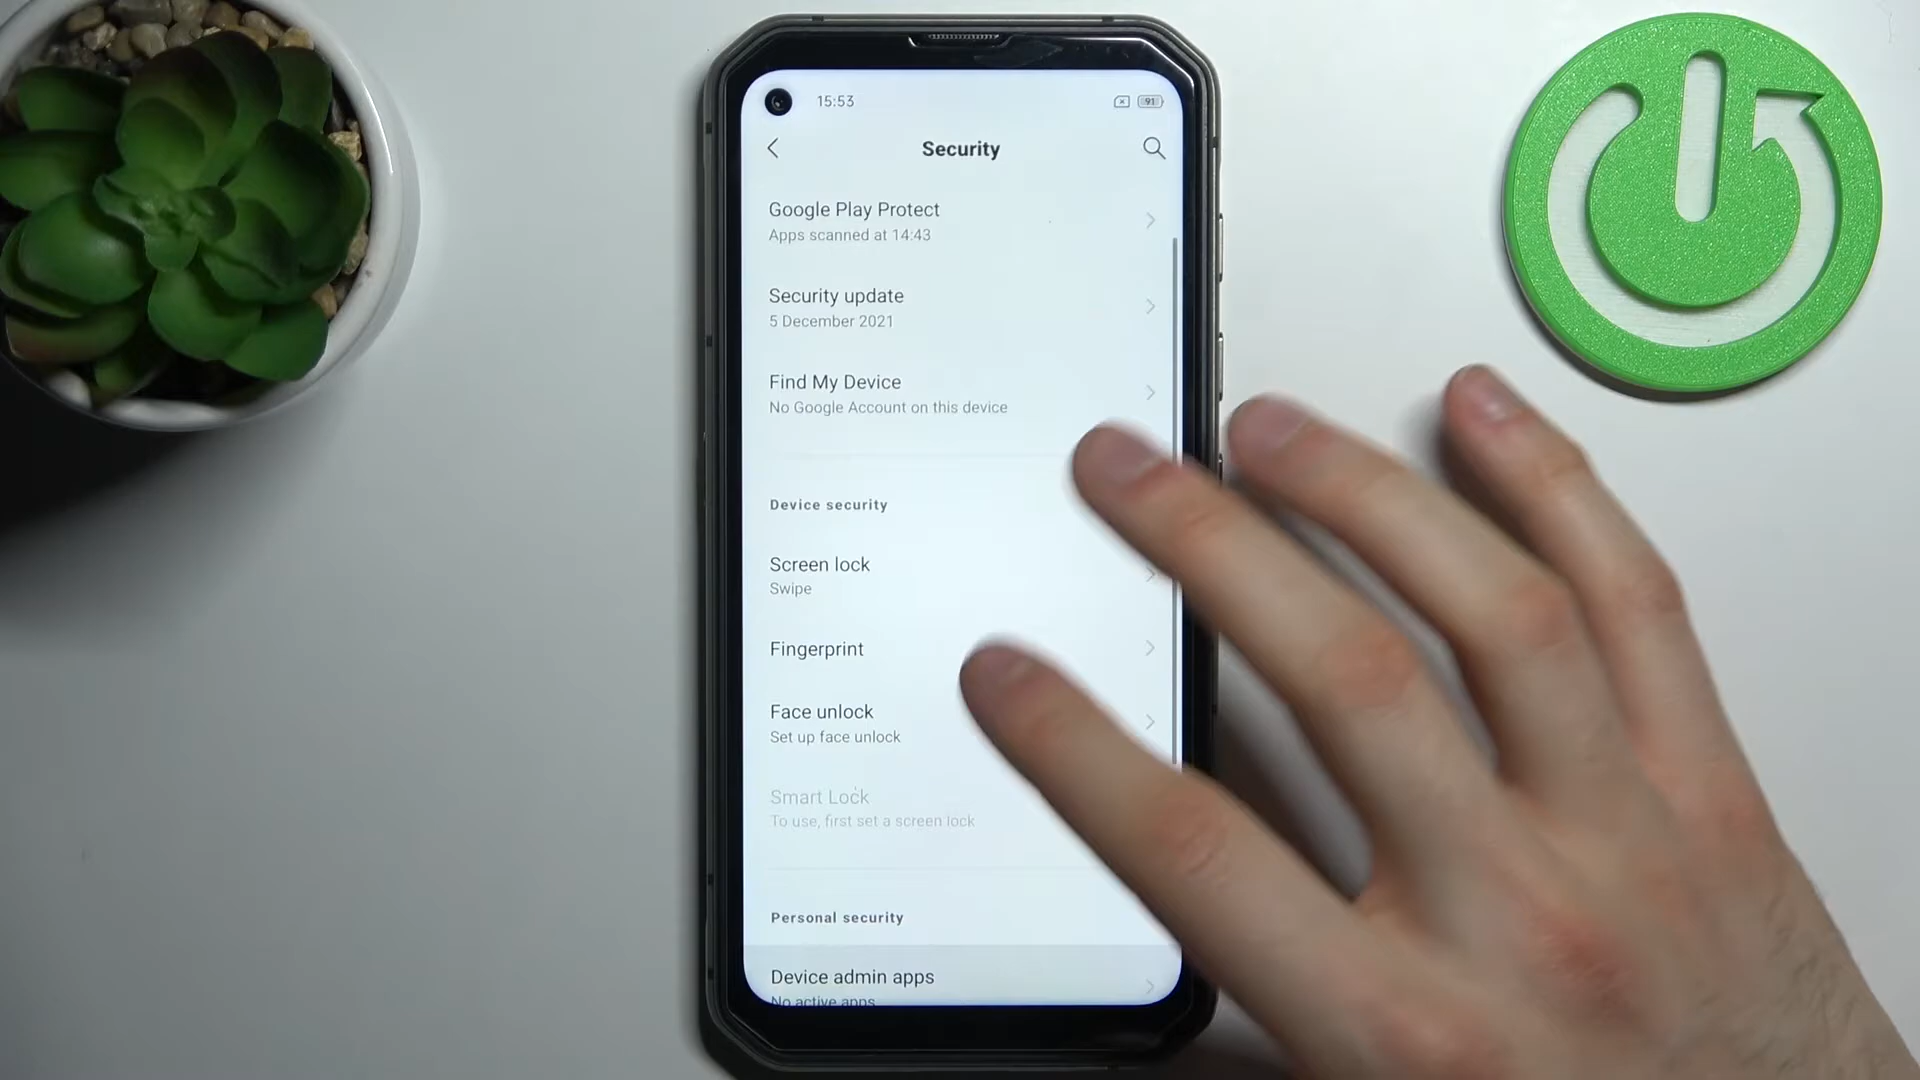 15:53
91
Security
Google Play Protect
Apps scanned at 14:43
Security update
5 December 2021
Find My Device
No Google Account on this device
Device security
Screen lock
Swipe
Fingerprint
Face unlock
Set up face unlock
Smart Lock
To use, first set a screen lock
Personal security
Device admin apps
No active apps